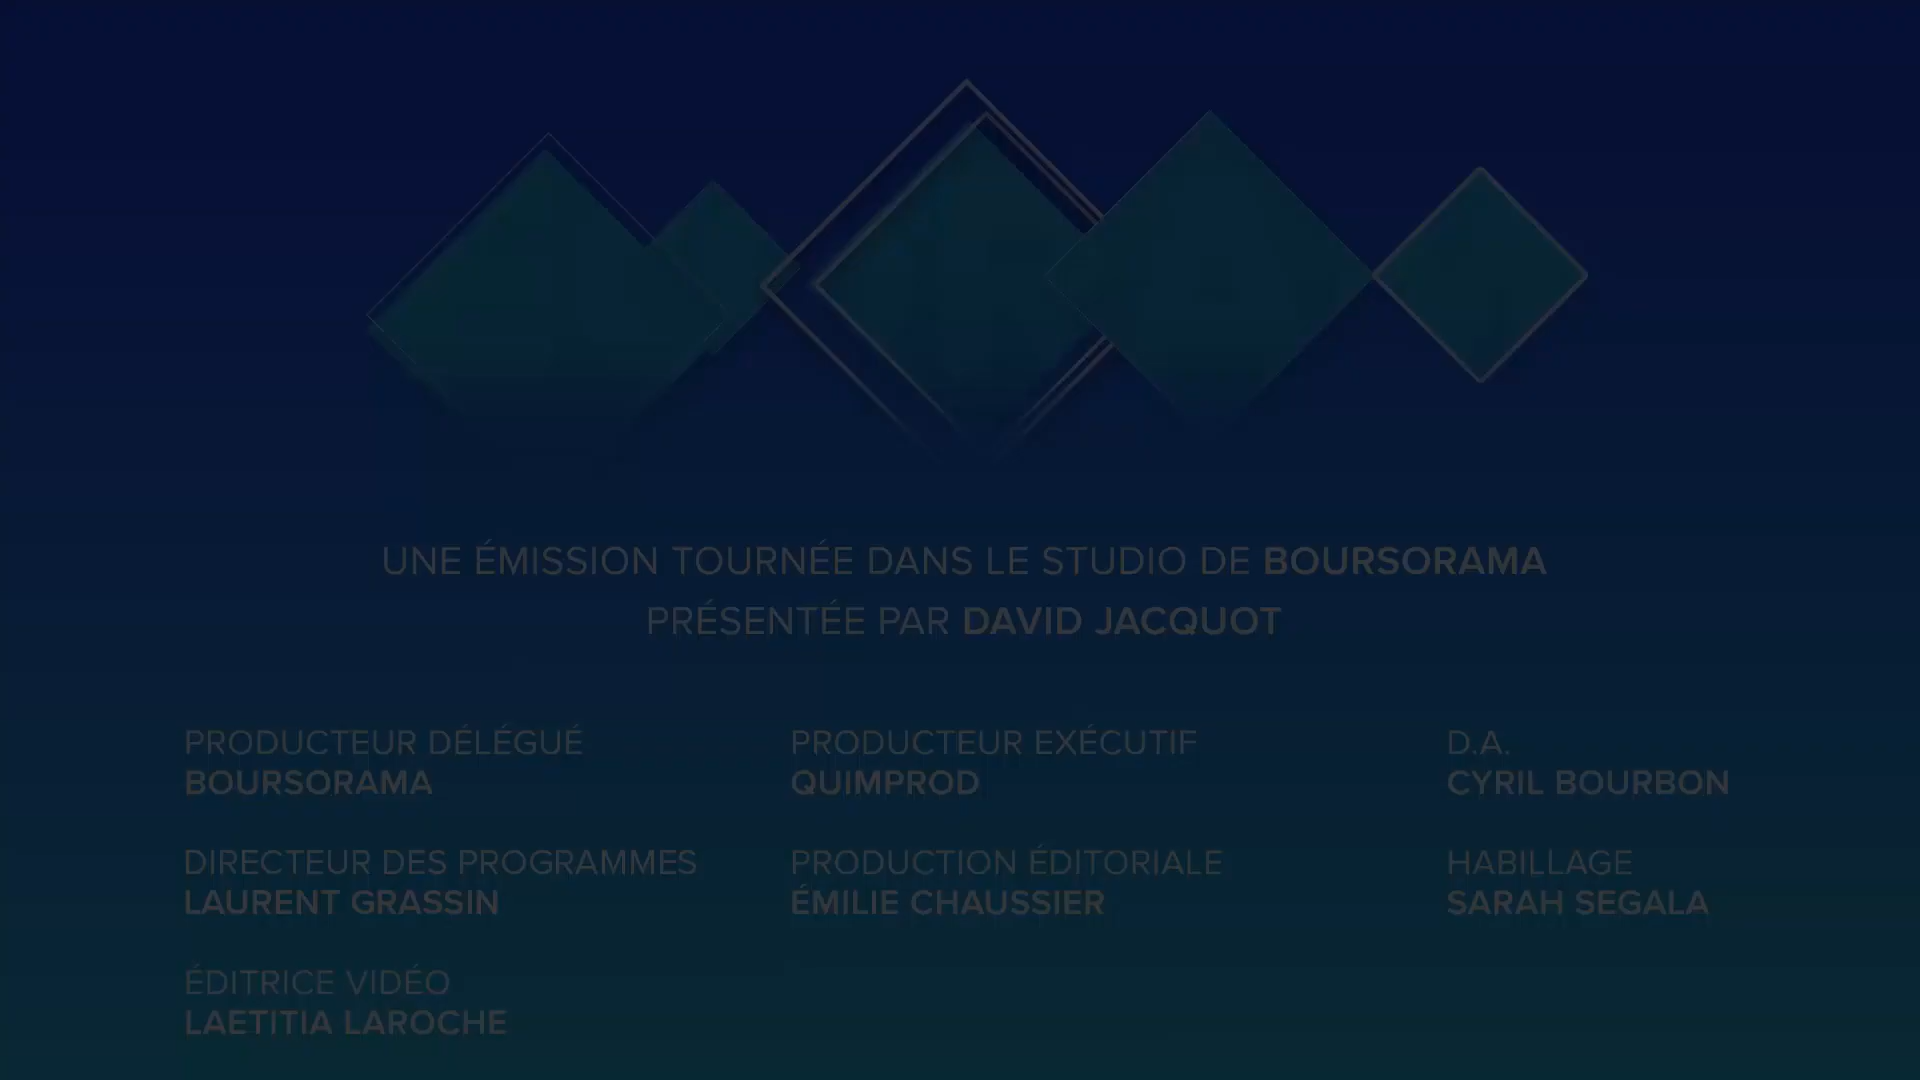 UNE ÉMISSION TOURNÉE DANS LE STUDIO DE BOURSORAMA
PRÉSENTÉE PAR DAVID JACQUOT
PRODUCTEUR DÉLÉGUÉ
BOURSORAMA
DIRECTEUR DES PROGRAMMES
LAURENT GRASSIN
ÉDITRICE VIDÉO
LAETITIA LAROCHE
PRODUCTEUR EXÉCUTIF
QUIMPROD
PRODUCTION ÉDITORIALE
ÉMILIE CHAUSSIER
D.A.
CYRIL BOURBON
HABILLAGE
SARAH SEGALA